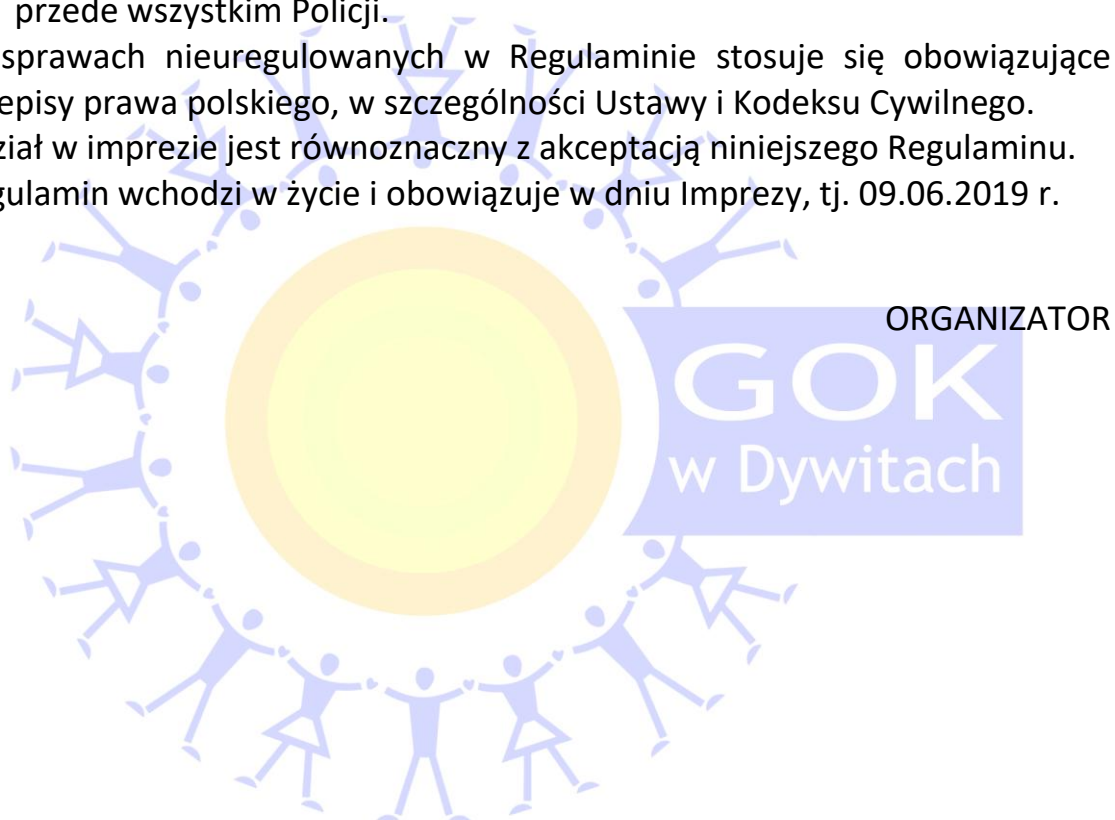 przede wszystkim Policji.
sprawach nieuregulowanych w Regulaminie stosuje się obowiązujące
episy prawa polskiego, w szczególności Ustawy i Kodeksu Cywilnego.
ział w imprezie jest równoznaczny z akceptacją niniejszego Regulaminu.
gulamin wchodzi w życie i obowiązuje w dniu Imprezy, tj. 09.06.2019 r.
ORGANIZATOR
GOK
w Dywitach